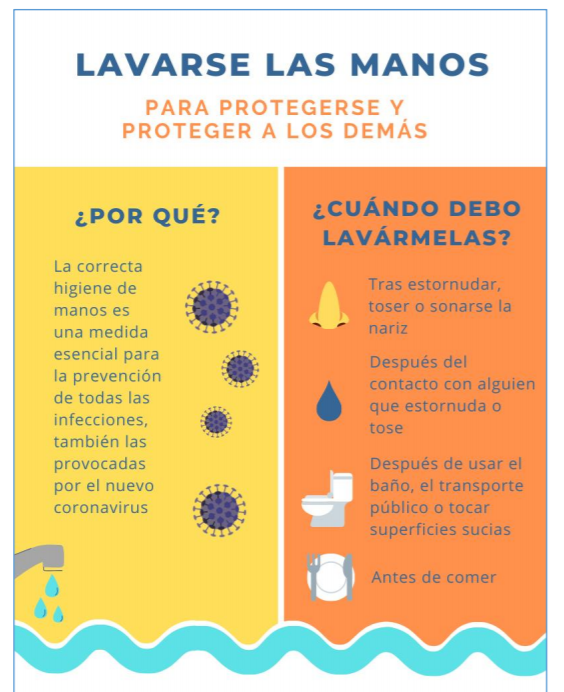 LAVARSE LAS MANOS
PARA PROTEGERSE Y
PROTEGER A LOS DEMÁS
¿POR QUÉ?
La correcta
higiene de
manos es
una medida
esencial para
la prevención
de todas las
infecciones,
también las
provocadas
por el nuevo
coronavirus
¿CUÁNDO DEBO
LAVÁRMELAS?
Tras estornudar,
toser o sonarse la
nariz
Después del
contacto con alguien
que estornuda o
tose
Después de usar el
baño, el transporte
público o tocar
superficies sucias
Antes de comer